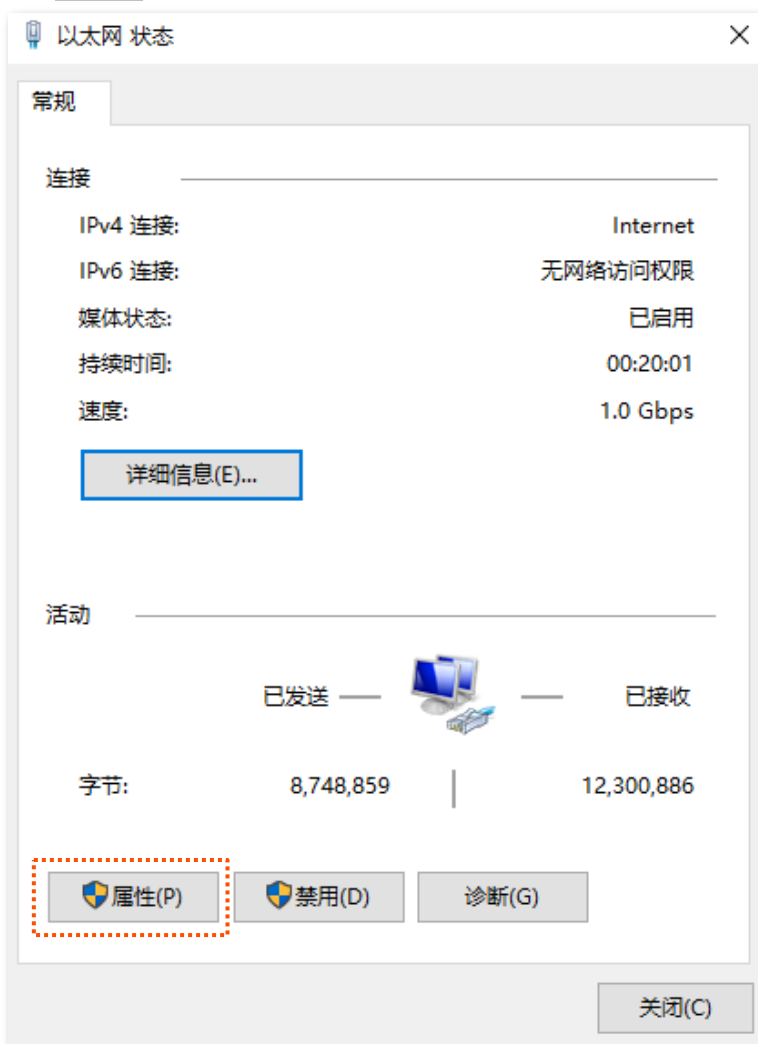 以太网 状态
常规
连接
IPv4 连接: Internet
IPv6 连接: 无网络访问权限
媒体状态: 已启用
持续时间: 00:20:01
速度: 1.0 Gbps
详细信息(E)...
活动
已发送 已接收
字节: 8,748,859 12,300,886
属性(P) 禁用(D) 诊断(G)
关闭(C)